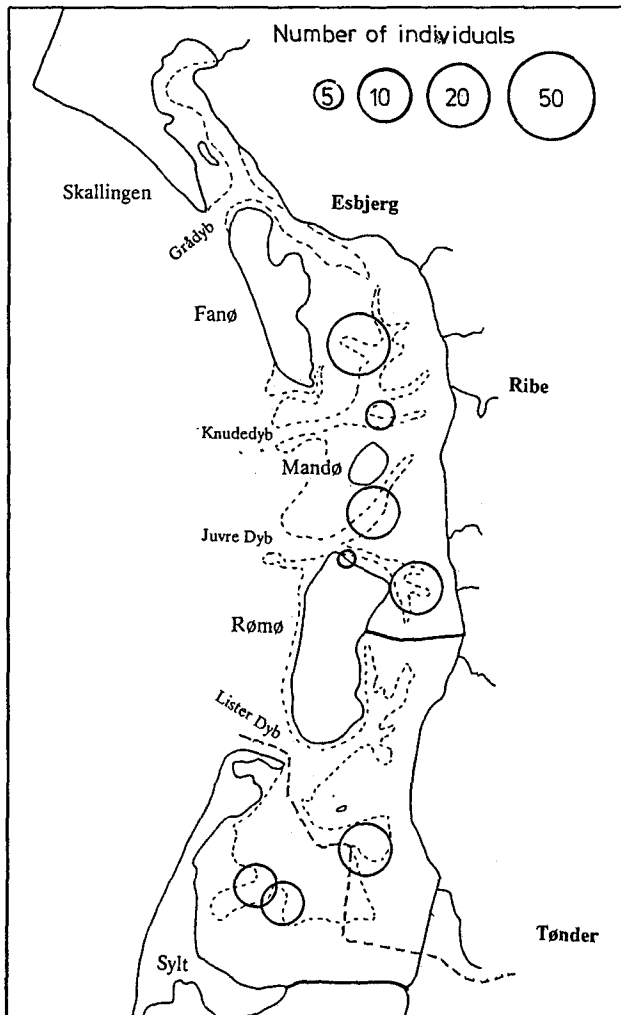 Number of individuals
5 10 20 50
Skallingen
Esbjerg
Grådyb
Fanø
Ribe
Knudedyb
Mandø
Juvre Dyb
Rømø
Lister Dyb
Tønder
Sylt